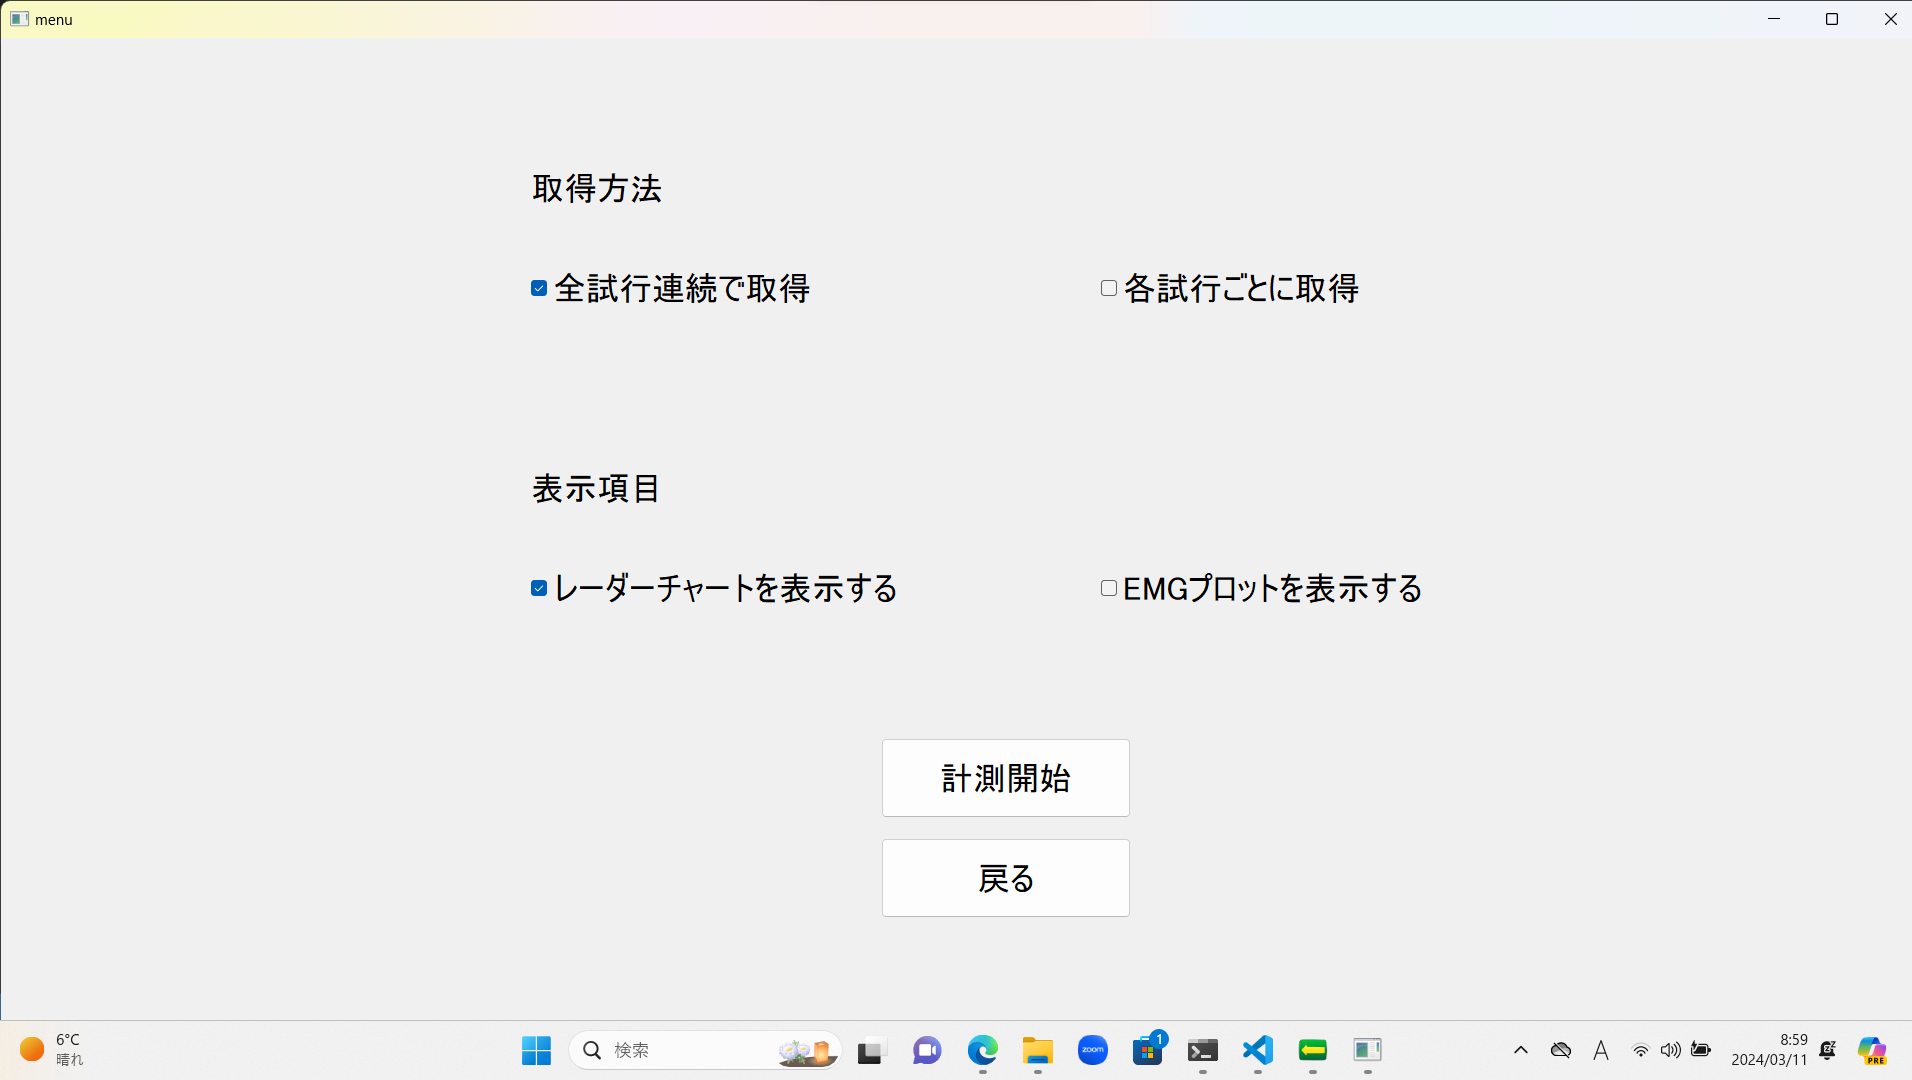 menu
取得方法
全試行連続で取得
各試行ごとに取得
表示項目
レーダーチャートを表示する
EMGプロットを表示する
計測開始
戻る
6°C
晴れ
検索
zoom
1
A
8:59
2024/03/11
PRE